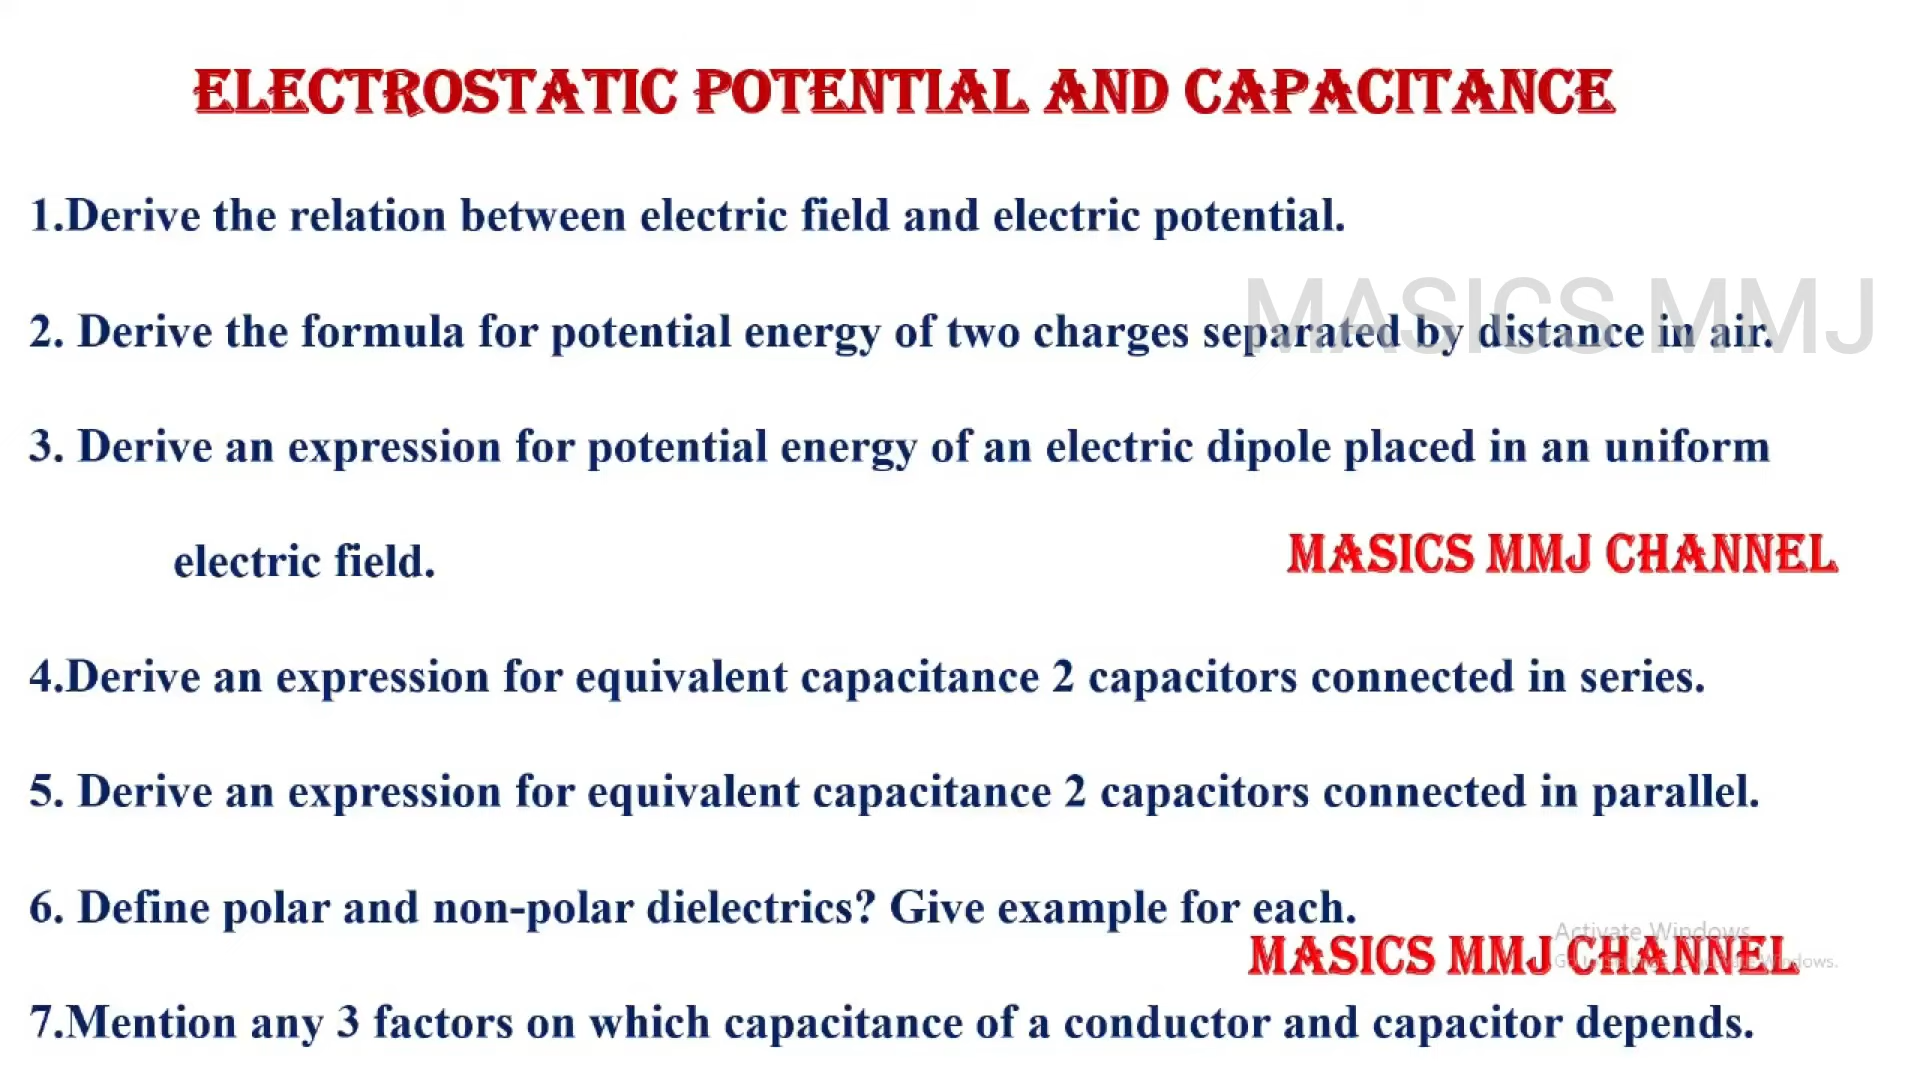 ELECTROSTATIC POTENTIAL AND CAPACITANCE
1.Derive the relation between electric field and electric potential.
MASICS MMJ
2. Derive the formula for potential energy of two charges separated by distance in air.
3. Derive an expression for potential energy of an electric dipole placed in an uniform
electric field.
MASICS MMJ CHANNEL
4.Derive an expression for equivalent capacitance 2 capacitors connected in series.
5. Derive an expression for equivalent capacitance 2 capacitors connected in parallel.
6. Define polar and non-polar dielectrics? Give example for each.
Activate Windows
MASICS MMJ CHANNEL
Windows.
7.Mention any 3 factors on which capacitance of a conductor and capacitor depends.